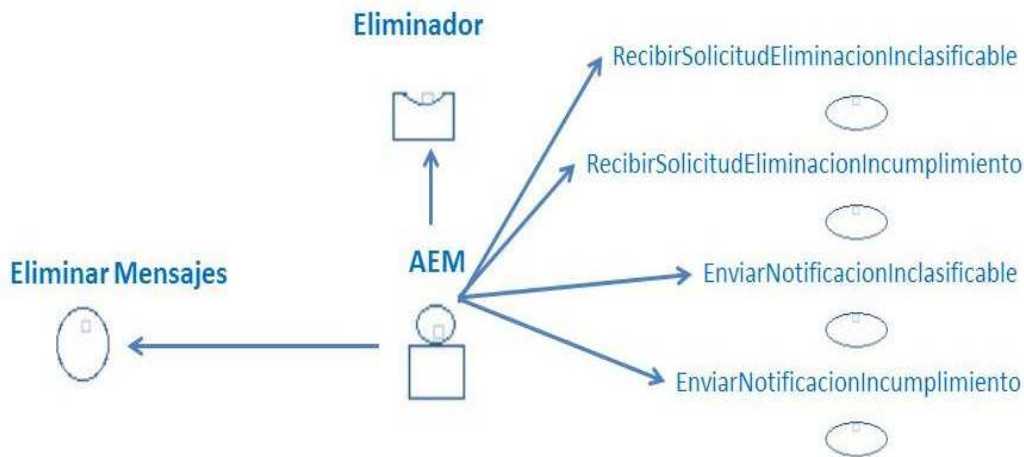 Eliminador
RecibirSolicitudEliminacionInclasificable
RecibirSolicitudEliminacionIncumplimiento
AEM
Eliminar Mensajes
EnviarNotificacionInclasificable
EnviarNotificacionIncumplimiento